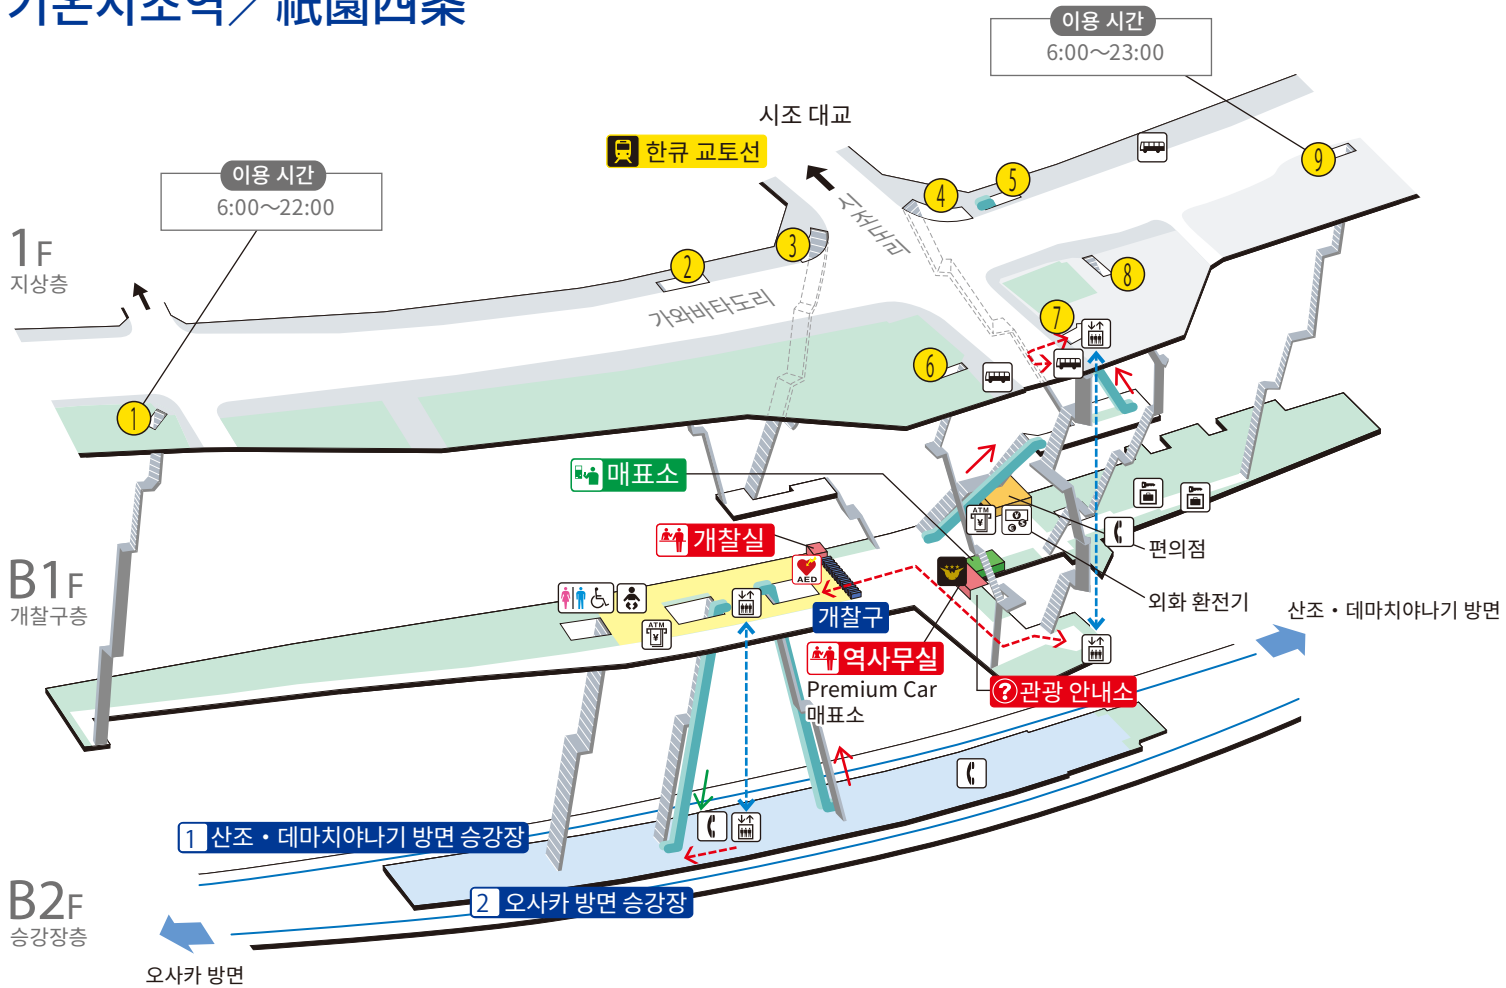 기온시조역／祇園四条
이용 시간
6:00～23:00
시조 대교
한큐 교토선
이용 시간
6:00～22:00
1F
지상층
시조도리
가와바타도리
1
2
3
4
5
6
7
8
9
매표소
개찰실
ATM
¥
AED
ATM
¥
¥
편의점
외화 환전기
B1F
개찰구층
개찰구
역사무실
Premium Car
매표소
?관광 안내소
산조・데마치야나기 방면
1 산조・데마치야나기 방면 승강장
2 오사카 방면 승강장
B2F
승강장층
오사카 방면